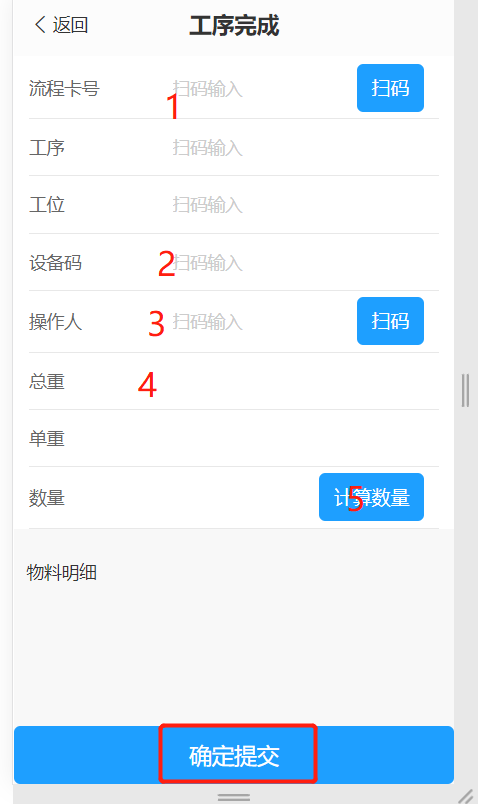 返回 工序完成
流程卡号 扫码输入 扫码
1
工序 扫码输入
工位 扫码输入
设备码 2 扫码输入
操作人 3 扫码输入 扫码
总重 4
单重
数量 计算数量
5
物料明细
确定提交